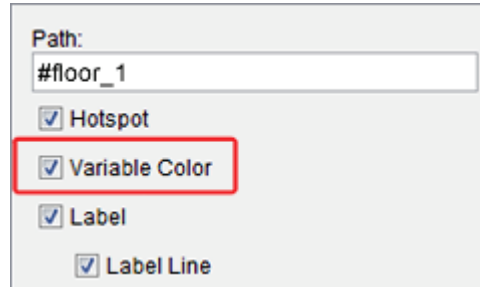 Path:
#floor_1
Hotspot
Variable Color
Label
Label Line